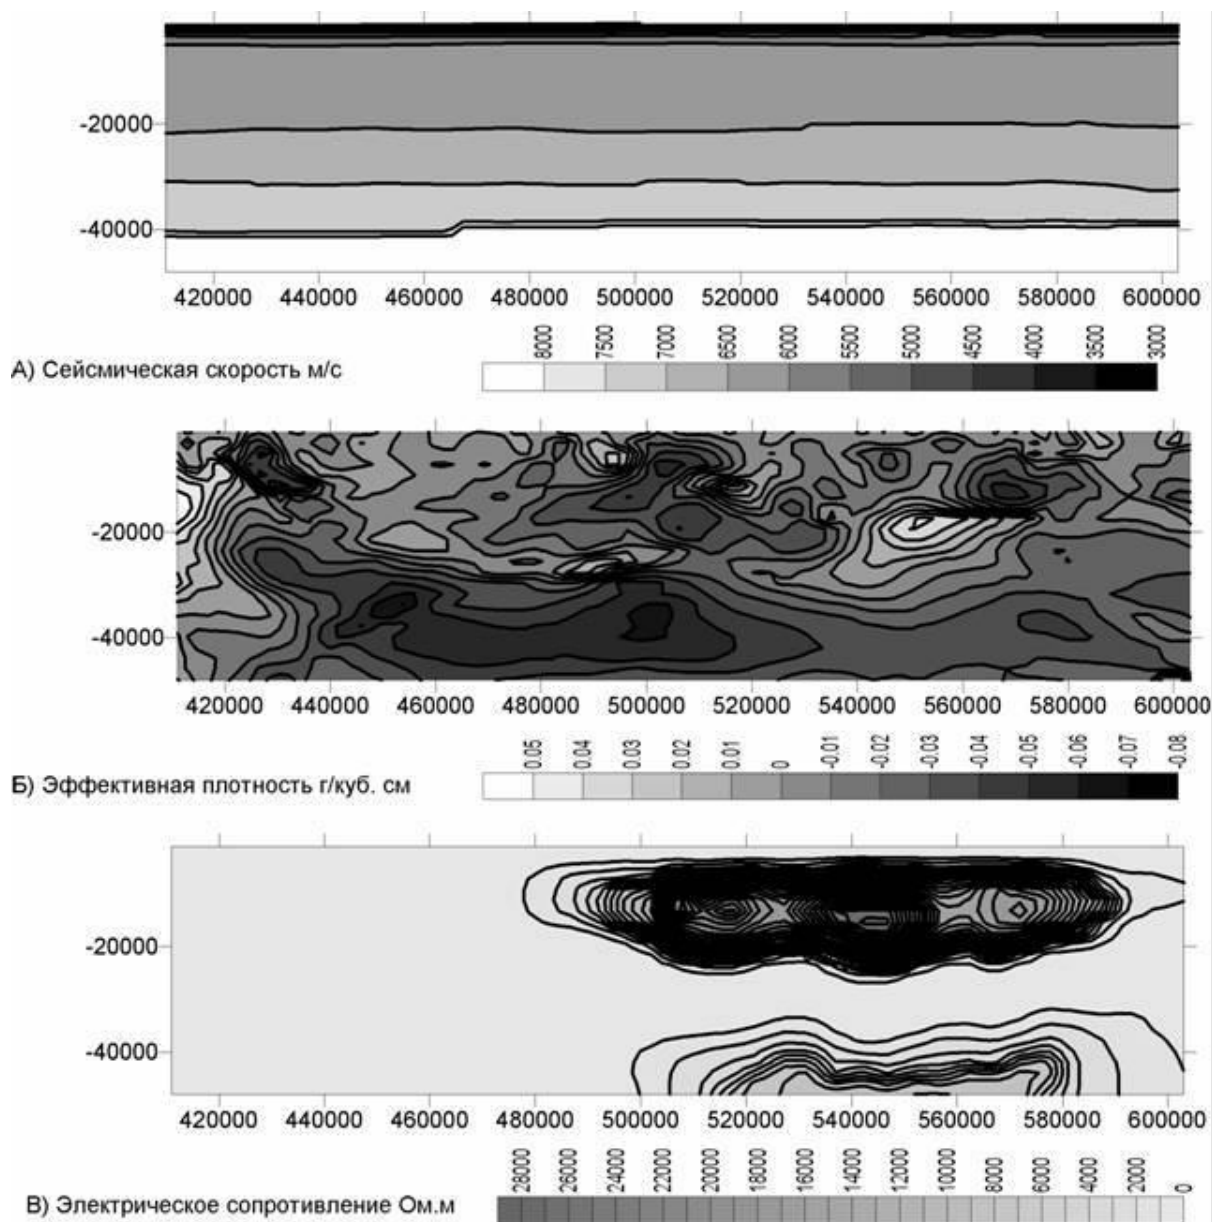 -20000
-40000
420000 440000 460000 480000 500000 520000 540000 560000 580000 600000
8000 7500 7000 6500 6000 5500 5000 4500 4000 3500 3000
А) Сейсмическая скорость м/с
-20000
-40000
420000 440000 460000 480000 500000 520000 540000 560000 580000 600000
0.05 0.04 0.03 0.02 0.01 0 -0.01 -0.02 -0.03 -0.04 -0.05 -0.06 -0.07 -0.08
Б) Эффективная плотность г/куб. см
-20000
-40000
420000 440000 460000 480000 500000 520000 540000 560000 580000 600000
28000 26000 24000 22000 20000 18000 16000 14000 12000 10000 8000 6000 4000 2000 0
В) Электрическое сопротивление Ом.м